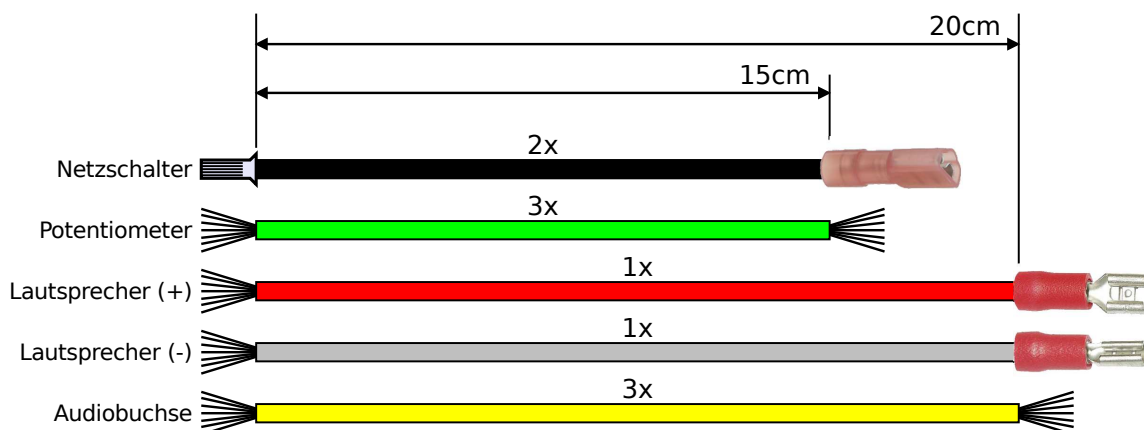 20cm
15cm
Netzschalter
2x
Potentiometer
3x
Lautsprecher (+)
1x
Lautsprecher (-)
1x
Audiobuchse
3x